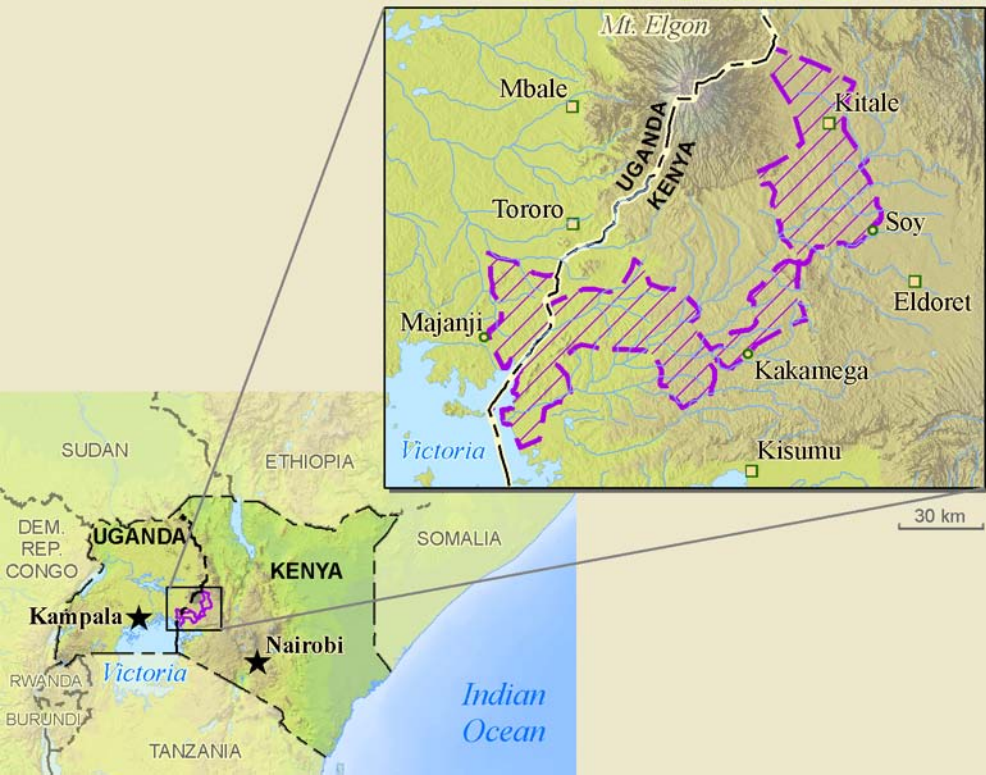 Mt. Elgon
Mbale
Kitale
UGANDA
KENYA
Tororo
Soy
Eldoret
Majanji
Kakamega
Victoria
Kisumu
30 km
SUDAN
ETHIOPIA
DEM.
REP.
CONGO
UGANDA
SOMALIA
KENYA
Kampala
Nairobi
RWANDA
Victoria
BURUNDI
Indian
Ocean
TANZANIA